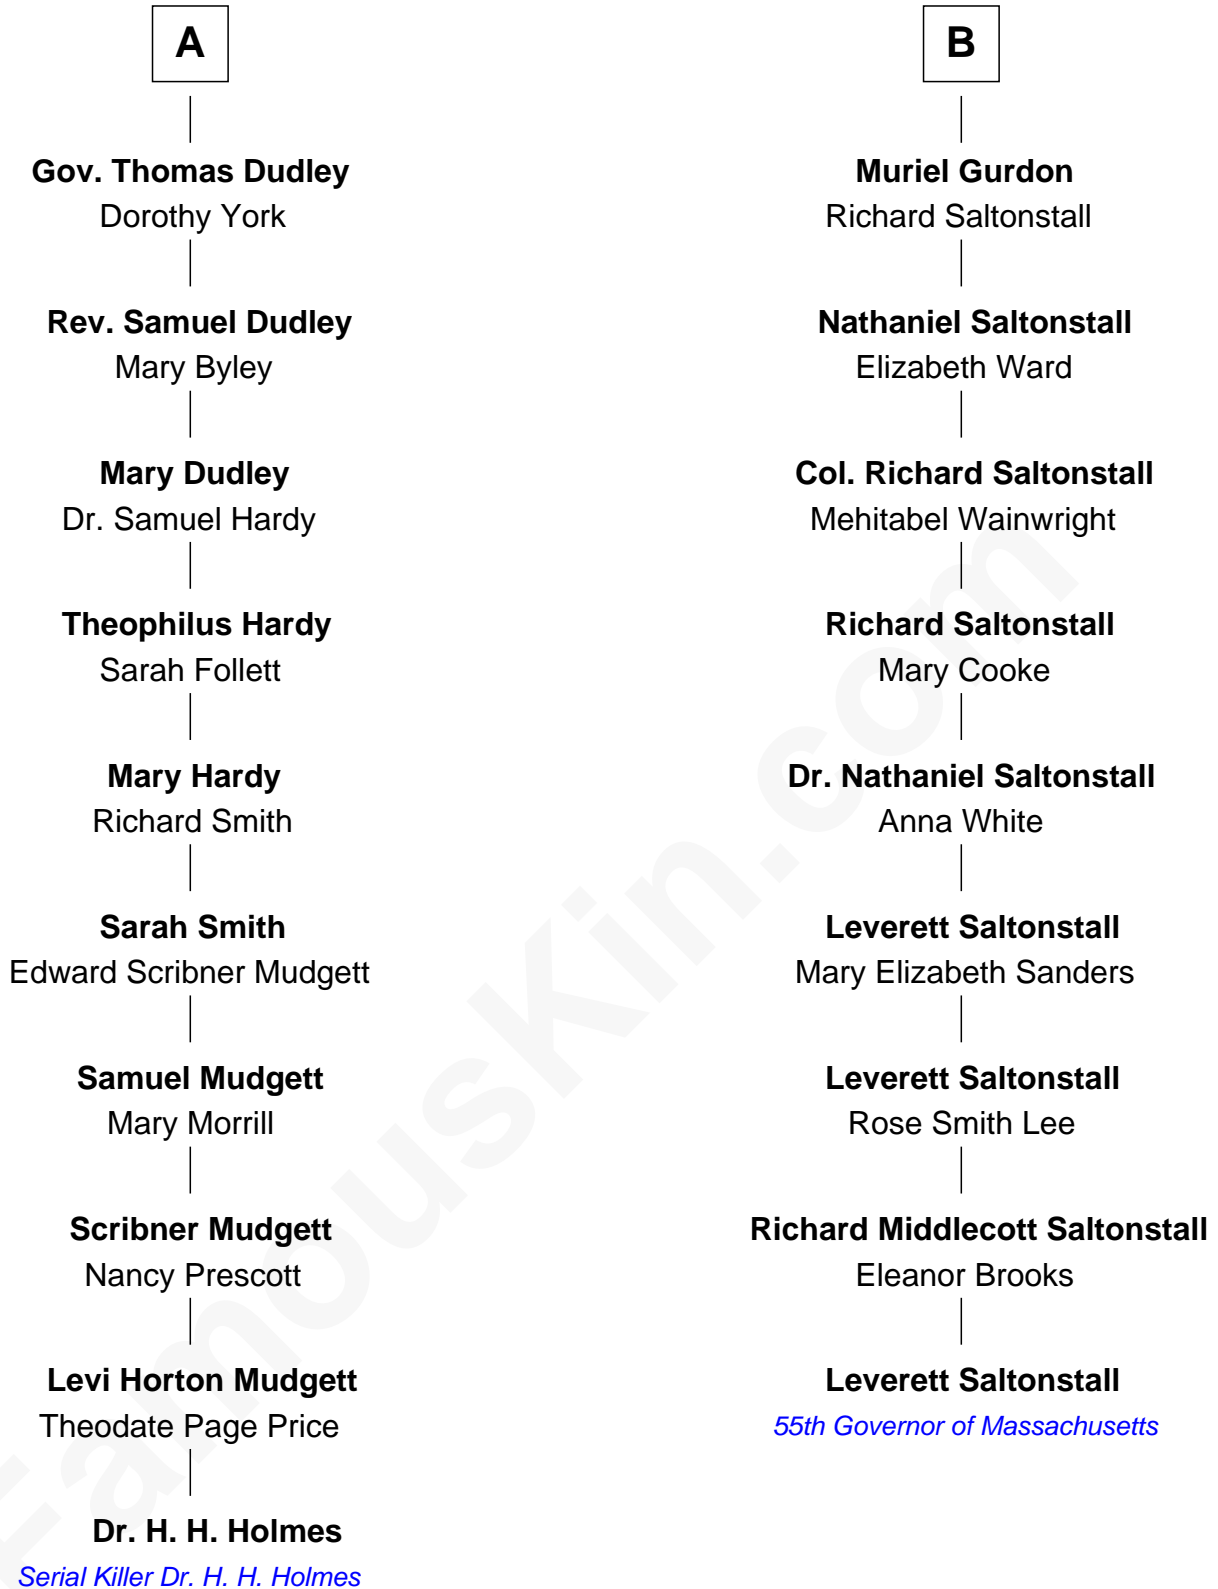 A
Gov. Thomas Dudley
Dorothy York
Rev. Samuel Dudley
Mary Byley
Mary Dudley
Dr. Samuel Hardy
Theophilus Hardy
Sarah Follett
Mary Hardy
Richard Smith
Sarah Smith
Edward Scribner Mudgett
Samuel Mudgett
Mary Morrill
Scribner Mudgett
Nancy Prescott
Levi Horton Mudgett
Theodate Page Price
Dr. H. H. Holmes
Serial Killer Dr. H. H. Holmes
B
Muriel Gurdon
Richard Saltonstall
Nathaniel Saltonstall
Elizabeth Ward
Col. Richard Saltonstall
Mehitabel Wainwright
Richard Saltonstall
Mary Cooke
Dr. Nathaniel Saltonstall
Anna White
Leverett Saltonstall
Mary Elizabeth Sanders
Leverett Saltonstall
Rose Smith Lee
Richard Middlecott Saltonstall
Eleanor Brooks
Leverett Saltonstall
55th Governor of Massachusetts
FamousKin.com